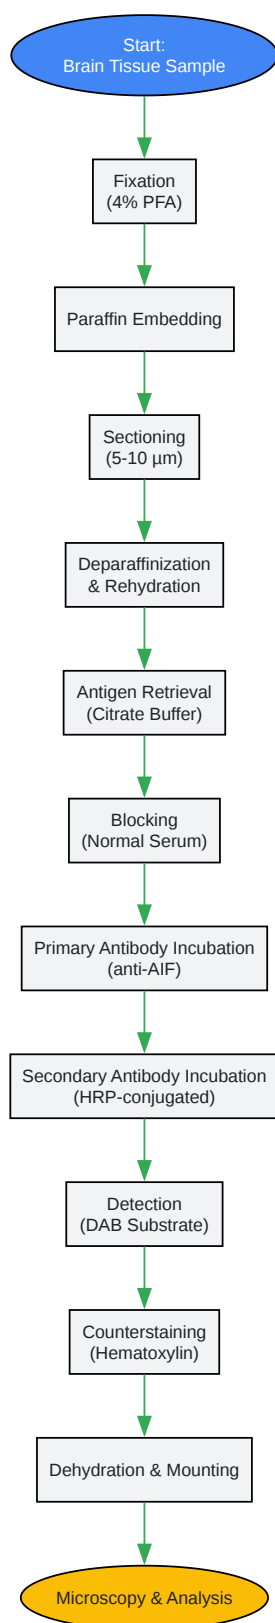 Start:
Brain Tissue Sample
Fixation
(4% PFA)
Paraffin Embedding
Sectioning
(5-10 µm)
Deparaffinization
& Rehydration
Antigen Retrieval
(Citrate Buffer)
Blocking
(Normal Serum)
Primary Antibody Incubation
(anti-AIF)
Secondary Antibody Incubation
(HRP-conjugated)
Detection
(DAB Substrate)
Counterstaining
(Hematoxylin)
Dehydration & Mounting
Microscopy & Analysis